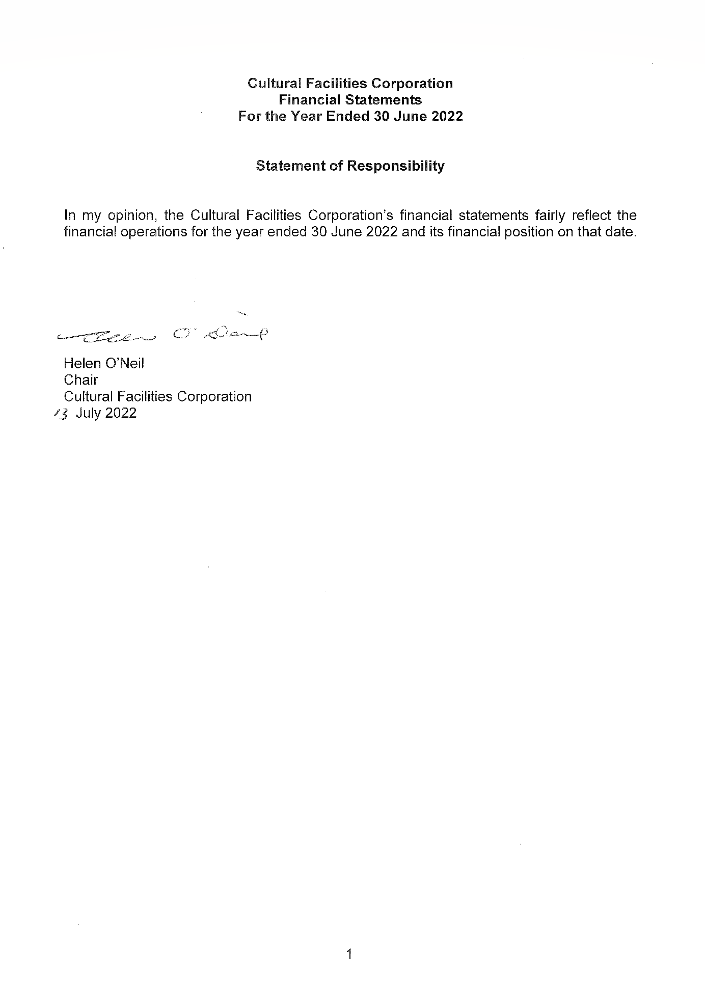 Cultural Facilities Corporation
Financial Statements
For the Year Ended 30 June 2022
Statement of Responsibility
In my opinion, the Cultural Facilities Corporation's financial statements fairly reflect the
financial operations for the year ended 30 June 2022 and its financial position on that date.
Helen O'Neil
Helen O'Neil
Chair
Cultural Facilities Corporation
13 July 2022
1